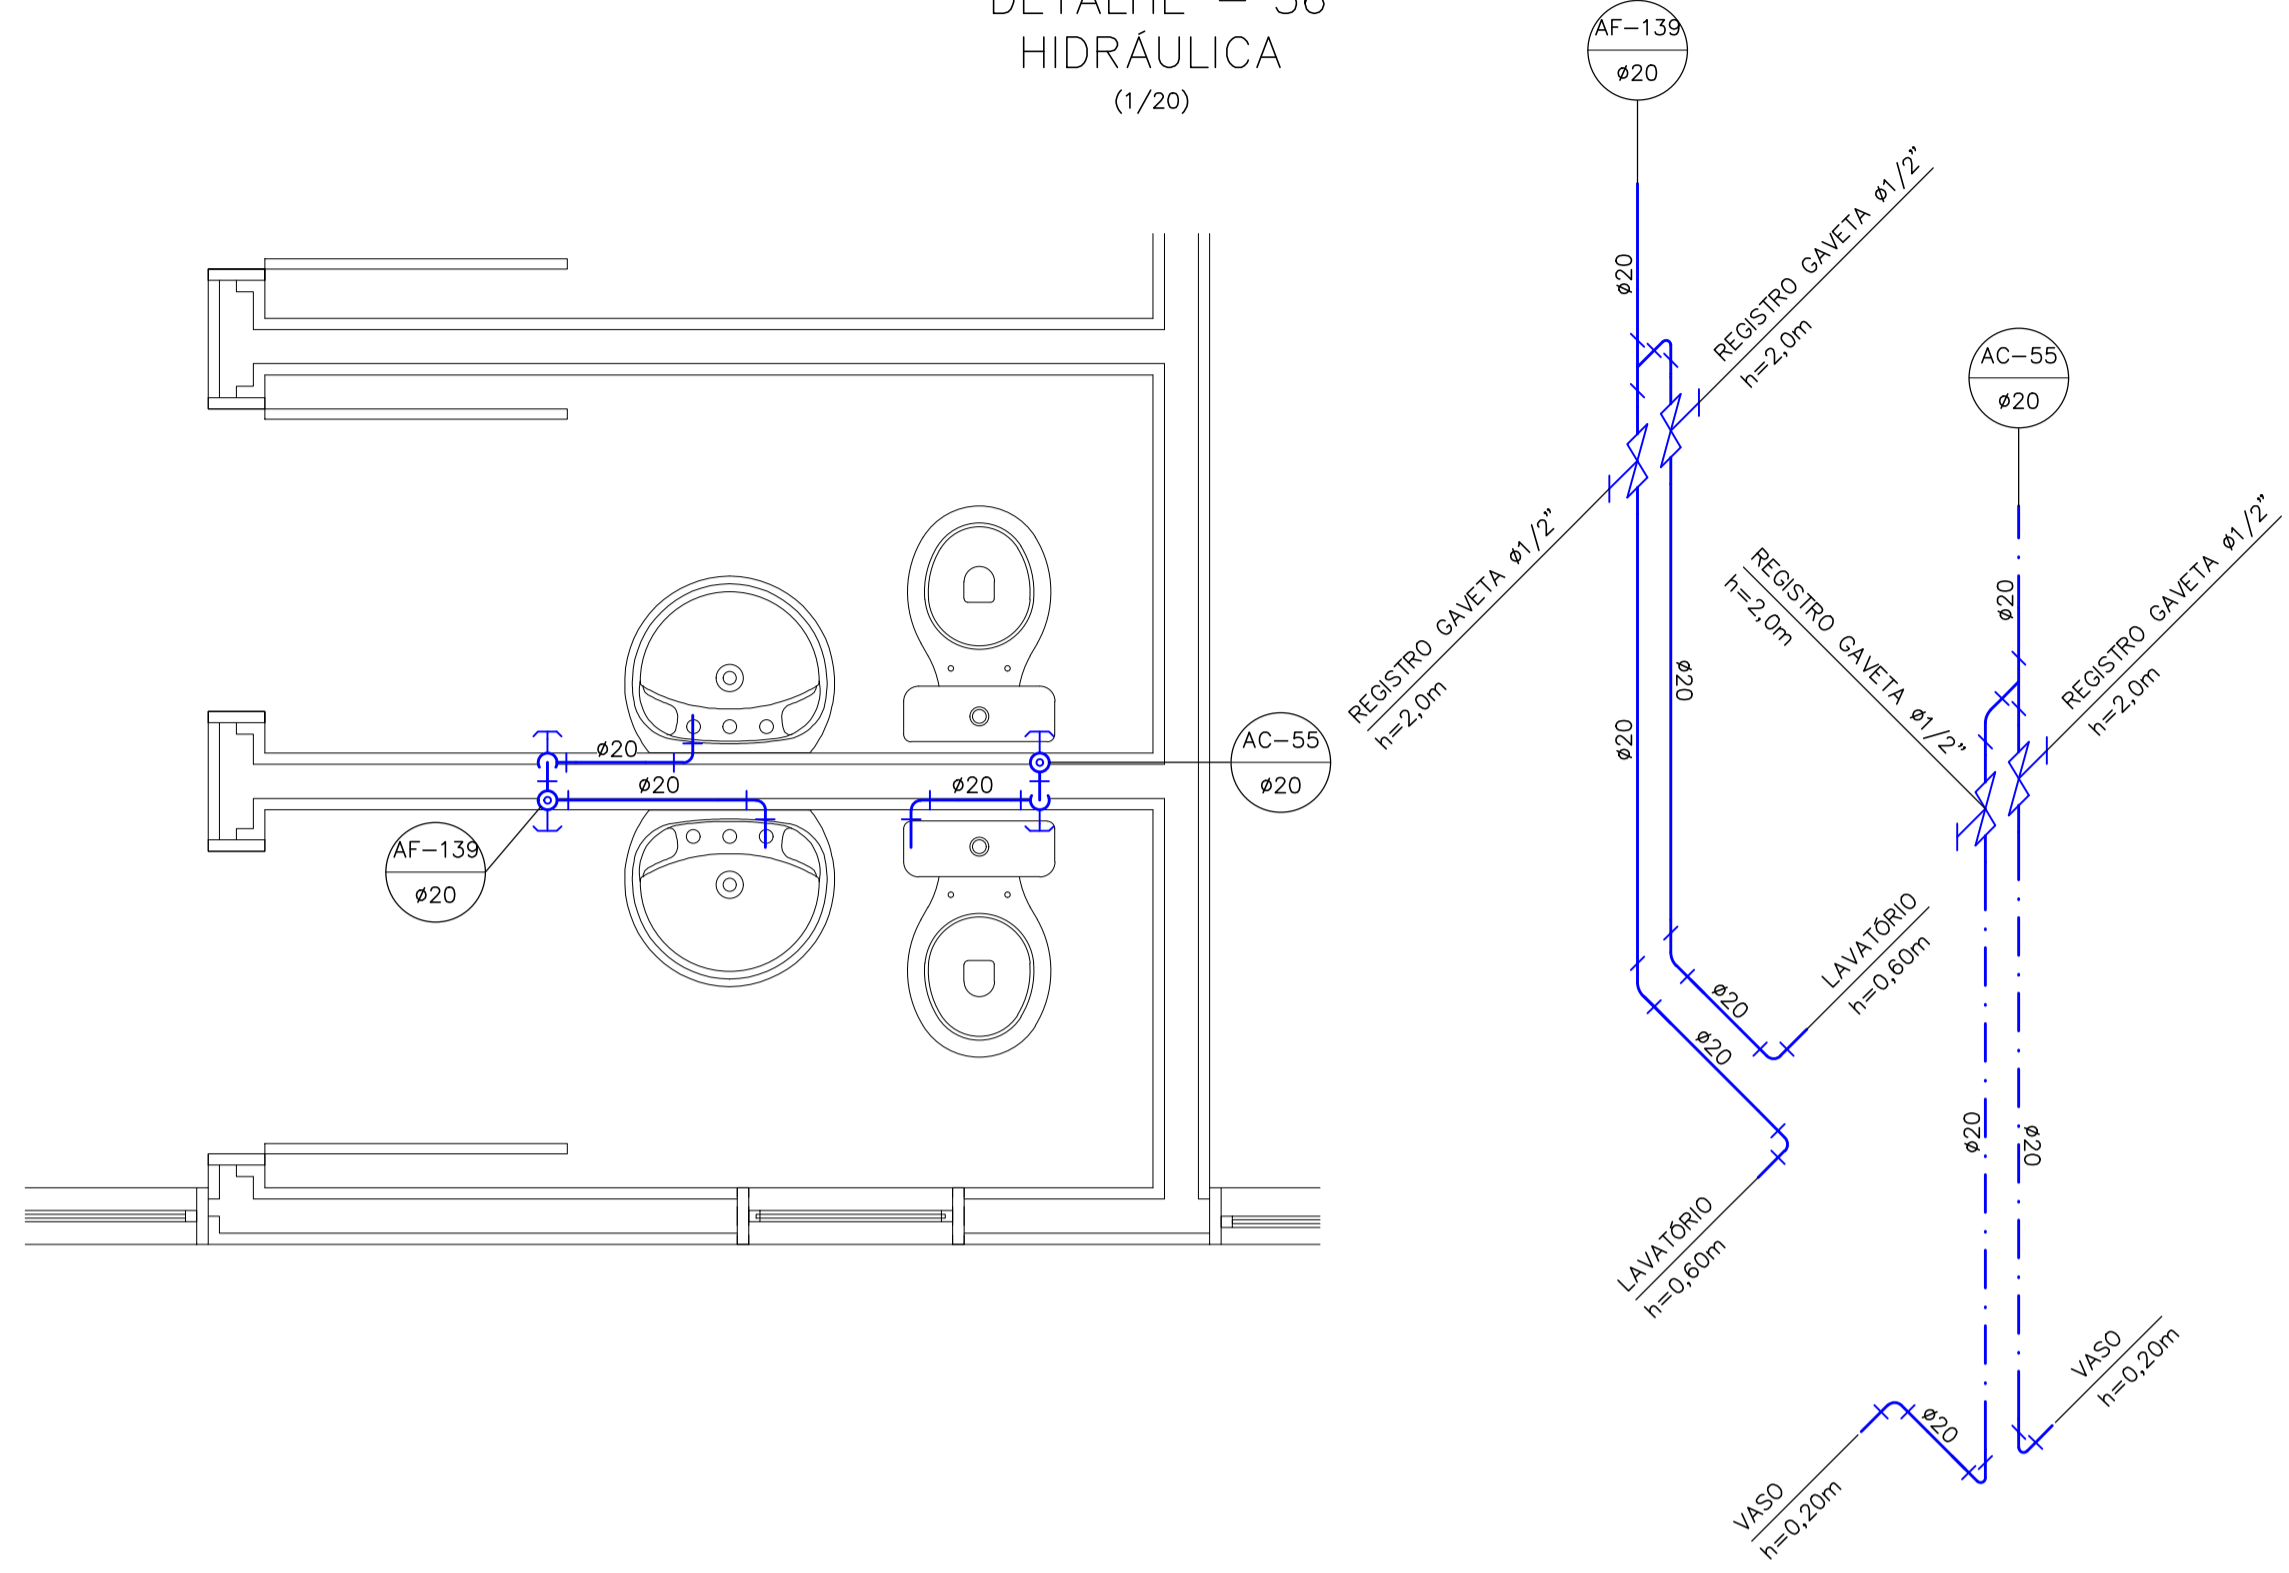 DETALHE - 56
HIDRÁULICA
(1/20)
AF-139
ø20
ø20
REGISTRO GAVETA ø1/2"
h=2,0m
AC-55
ø20
REGISTRO GAVETA ø1/2"
h=2,0m
REGISTRO GAVETA ø1/2"
h=2,0m
ø20
REGISTRO GAVETA ø1/2"
h=2,0m
ø20
ø20
ø20
ø20
ø20
AC-55
ø20
AF-139
ø20
LAVATÓRIO
h=0,60m
ø20
ø20
ø20
ø20
LAVATÓRIO
h=0,60m
VASO
h=0,20m
ø20
VASO
h=0,20m